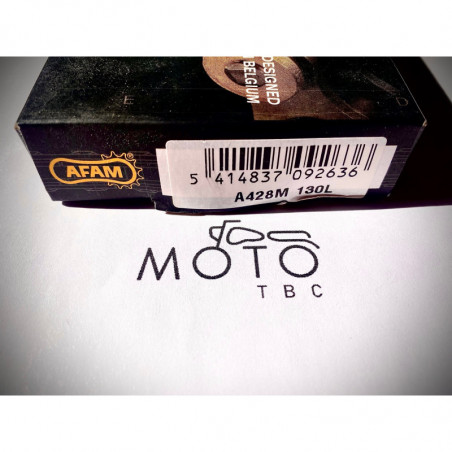 DESIGNED
BELGIUM
AFAM
5 414837 092636
A428M 130L
MOTO
TBC